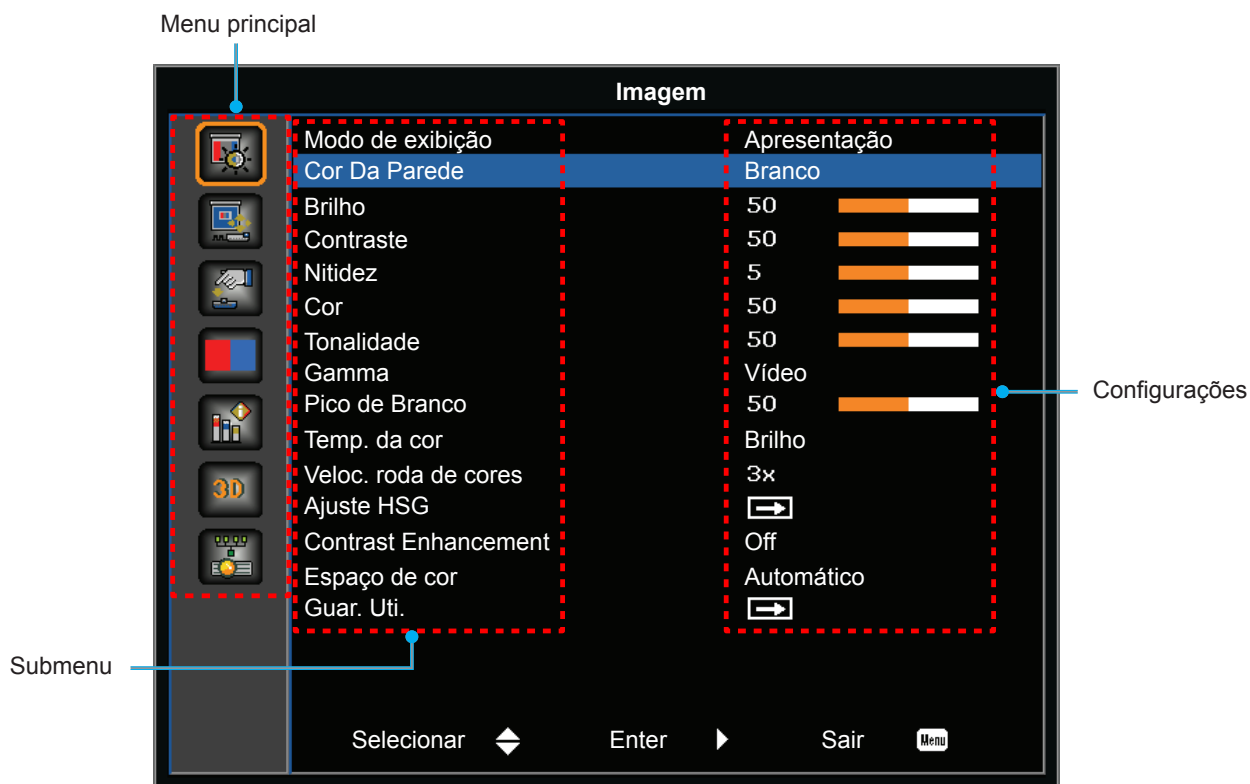 Menu principal
Imagem
Modo de exibição Apresentação
Cor Da Parede Branco
Brilho 50
Contraste 50
Nitidez 5
Cor 50
Tonalidade 50
Gamma Vídeo
Pico de Branco 50
Temp. da cor Brilho
Veloc. roda de cores 3x
3D
Ajuste HSG
Contrast Enhancement Off
Espaço de cor Automático
Guar. Uti.
Configurações
Submenu
Selecionar Enter Sair Menu